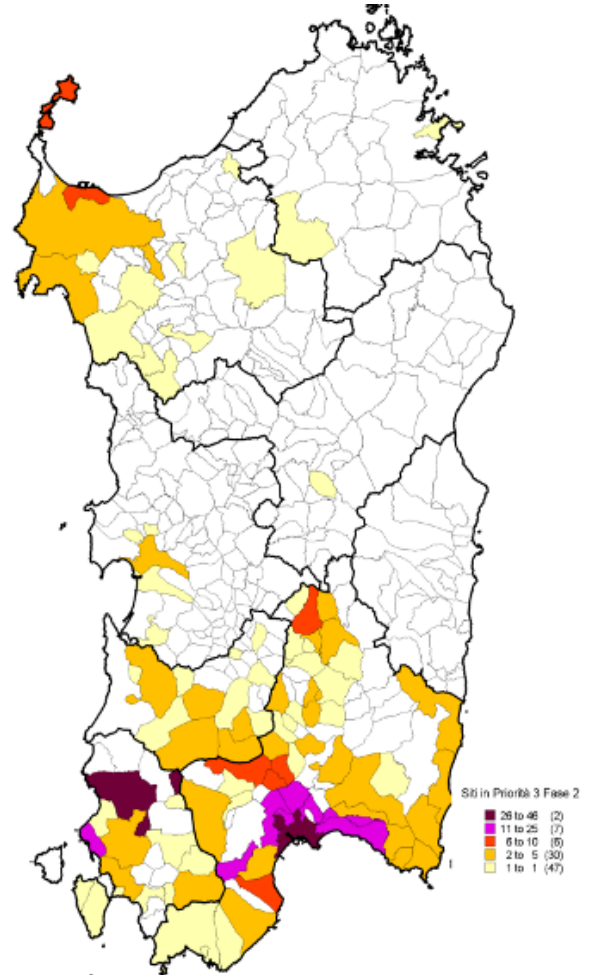 Siti in Priorità 3 Fase 2
26 to 46 (2)
11 to 25 (7)
6 to 10 (6)
2 to 5 (30)
1 to 1 (47)